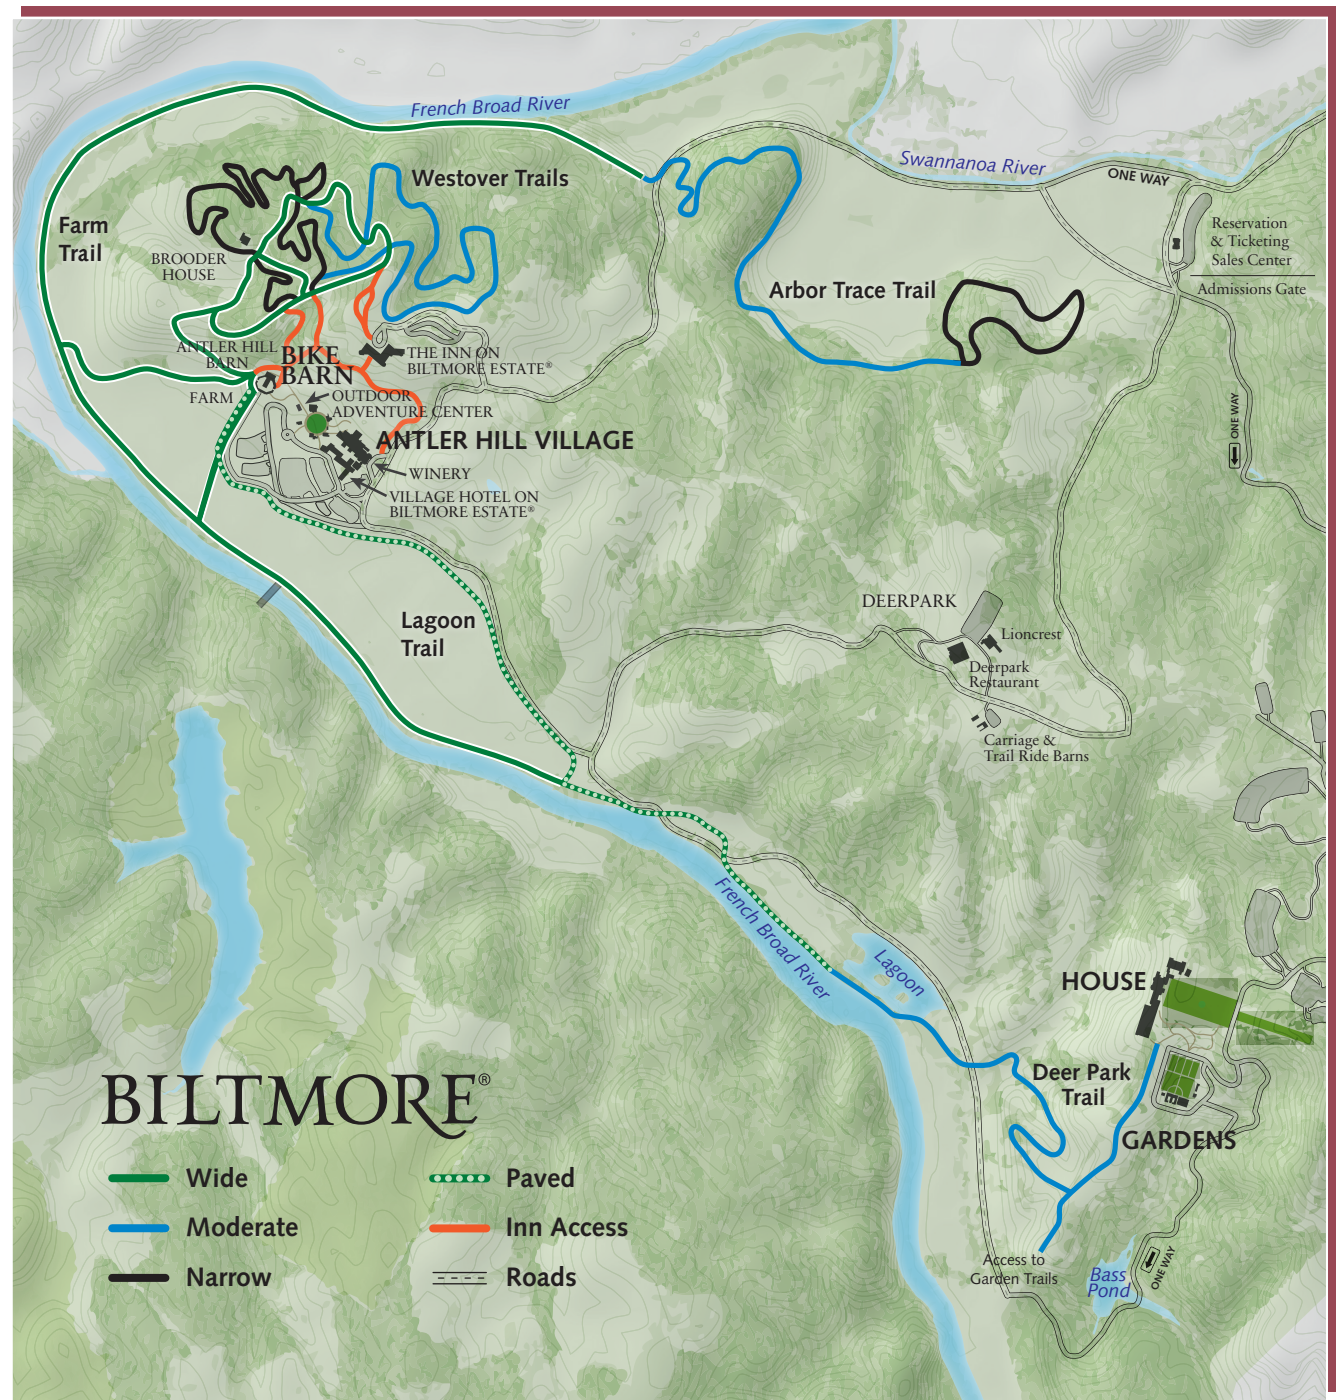 French Broad River
Swannanoa River
ONE WAY
Westover Trails
Farm
Trail
BROODER
HOUSE
Reservation
& Ticketing
Sales Center
Admissions Gate
Arbor Trace Trail
ANTLER HILL
BARN
BIKE
BARN
THE INN ON
BILTMORE ESTATE®
FARM
OUTDOOR
ADVENTURE CENTER
ONE WAY
ANTLER HILL VILLAGE
WINERY
VILLAGE HOTEL ON
BILTMORE ESTATE®
Lagoon
Trail
DEERPARK
Lioncrest
Deerpark
Restaurant
Carriage &
Trail Ride Barns
French Broad River
Lagoon
HOUSE
Deer Park
Trail
GARDENS
BILTMORE®
Wide
Paved
Moderate
Inn Access
Narrow
Roads
Access to
Garden Trails
Bass
Pond
ONE WAY